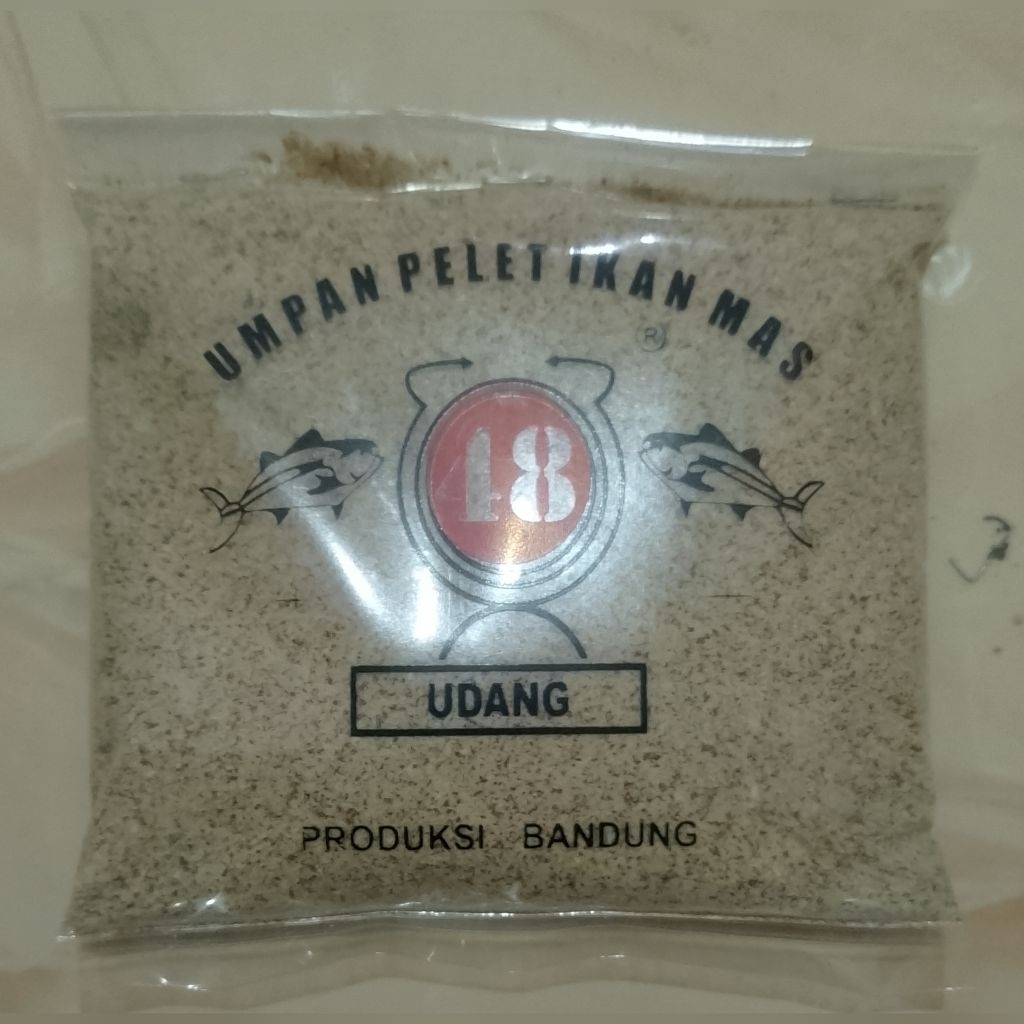 UMPAN PELET IKAN MAS
®
18
UDANG
PRODUKSI BANDUNG